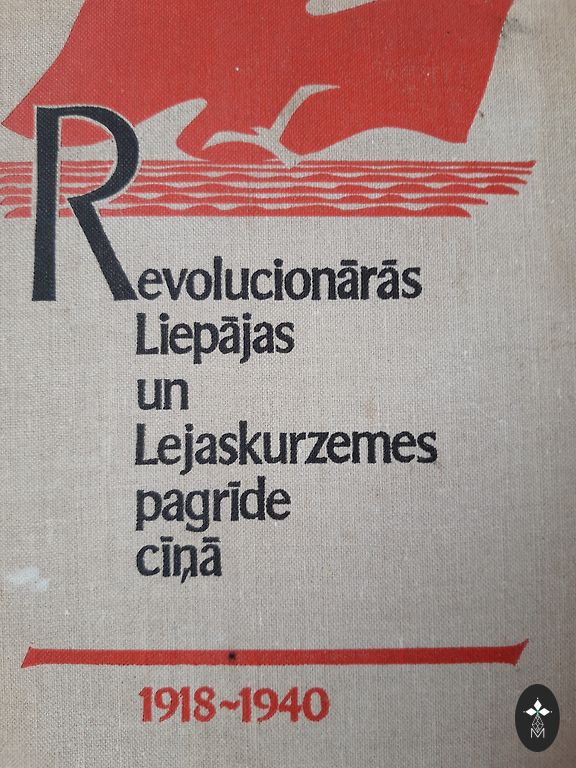 Revolucionārās
Liepājas
un
Lejaskurzemes
pagrīde
cīņā
1918~1940
M